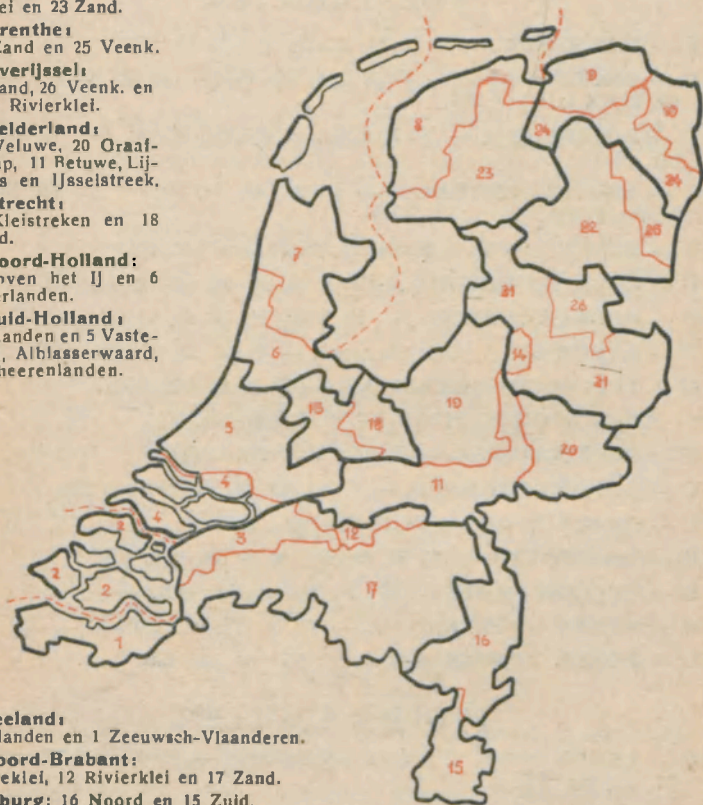 ei en 23 Zand.
renthe:
Zand en 25 Veenk.
verijssel:
and, 26 Veenk. en
Rivierklei.
elderland:
Veluwe, 20 Graaf-
ap, 11 Betuwe, Lij-
s en IJsselstreek.
trecht:
Kleistreken en 18
d.
oord-Holland:
oven het IJ en 6
erlanden.
uid-Holland:
anden en 5 Vaste-
, Alblasserwaard,
heerenlanden.
9
8
10
24
23
24
22
25
7
21
26
6
14
19
21
13
18
5
20
4
11
4
2
3
12
2
2
17
1
16
15
eeland:
landen en 1 Zeeuwsch-Vlaanderen.
oord-Brabant:
eklei, 12 Rivierklei en 17 Zand.
burg: 16 Noord en 15 Zuid.